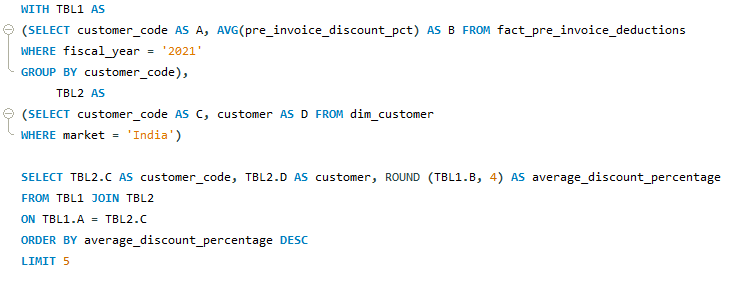 WITH TBL1 AS
(SELECT customer_code AS A, AVG(pre_invoice_discount_pct) AS B FROM fact_pre_invoice_deductions
WHERE fiscal_year = '2021'
GROUP BY customer_code),
TBL2 AS
(SELECT customer_code AS C, customer AS D FROM dim_customer
WHERE market = 'India')
SELECT TBL2.C AS customer_code, TBL2.D AS customer, ROUND (TBL1.B, 4) AS average_discount_percentage
FROM TBL1 JOIN TBL2
ON TBL1.A = TBL2.C
ORDER BY average_discount_percentage DESC
LIMIT 5